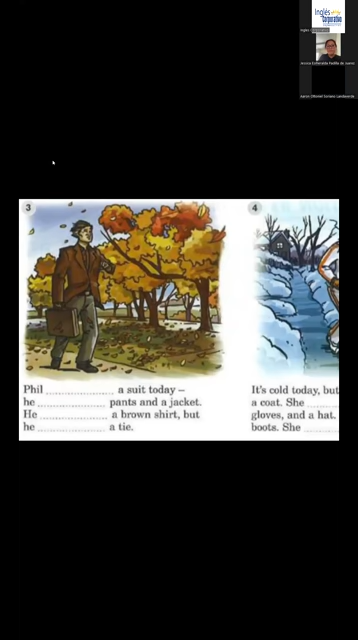 Inglés
Corporativo
3
4
Phil .................... a suit today –
he .................... pants and a jacket.
He .................... a brown shirt, but
he .................... a tie.
It's cold today, but
a coat. She ..........
gloves, and a hat.
boots. She ..........